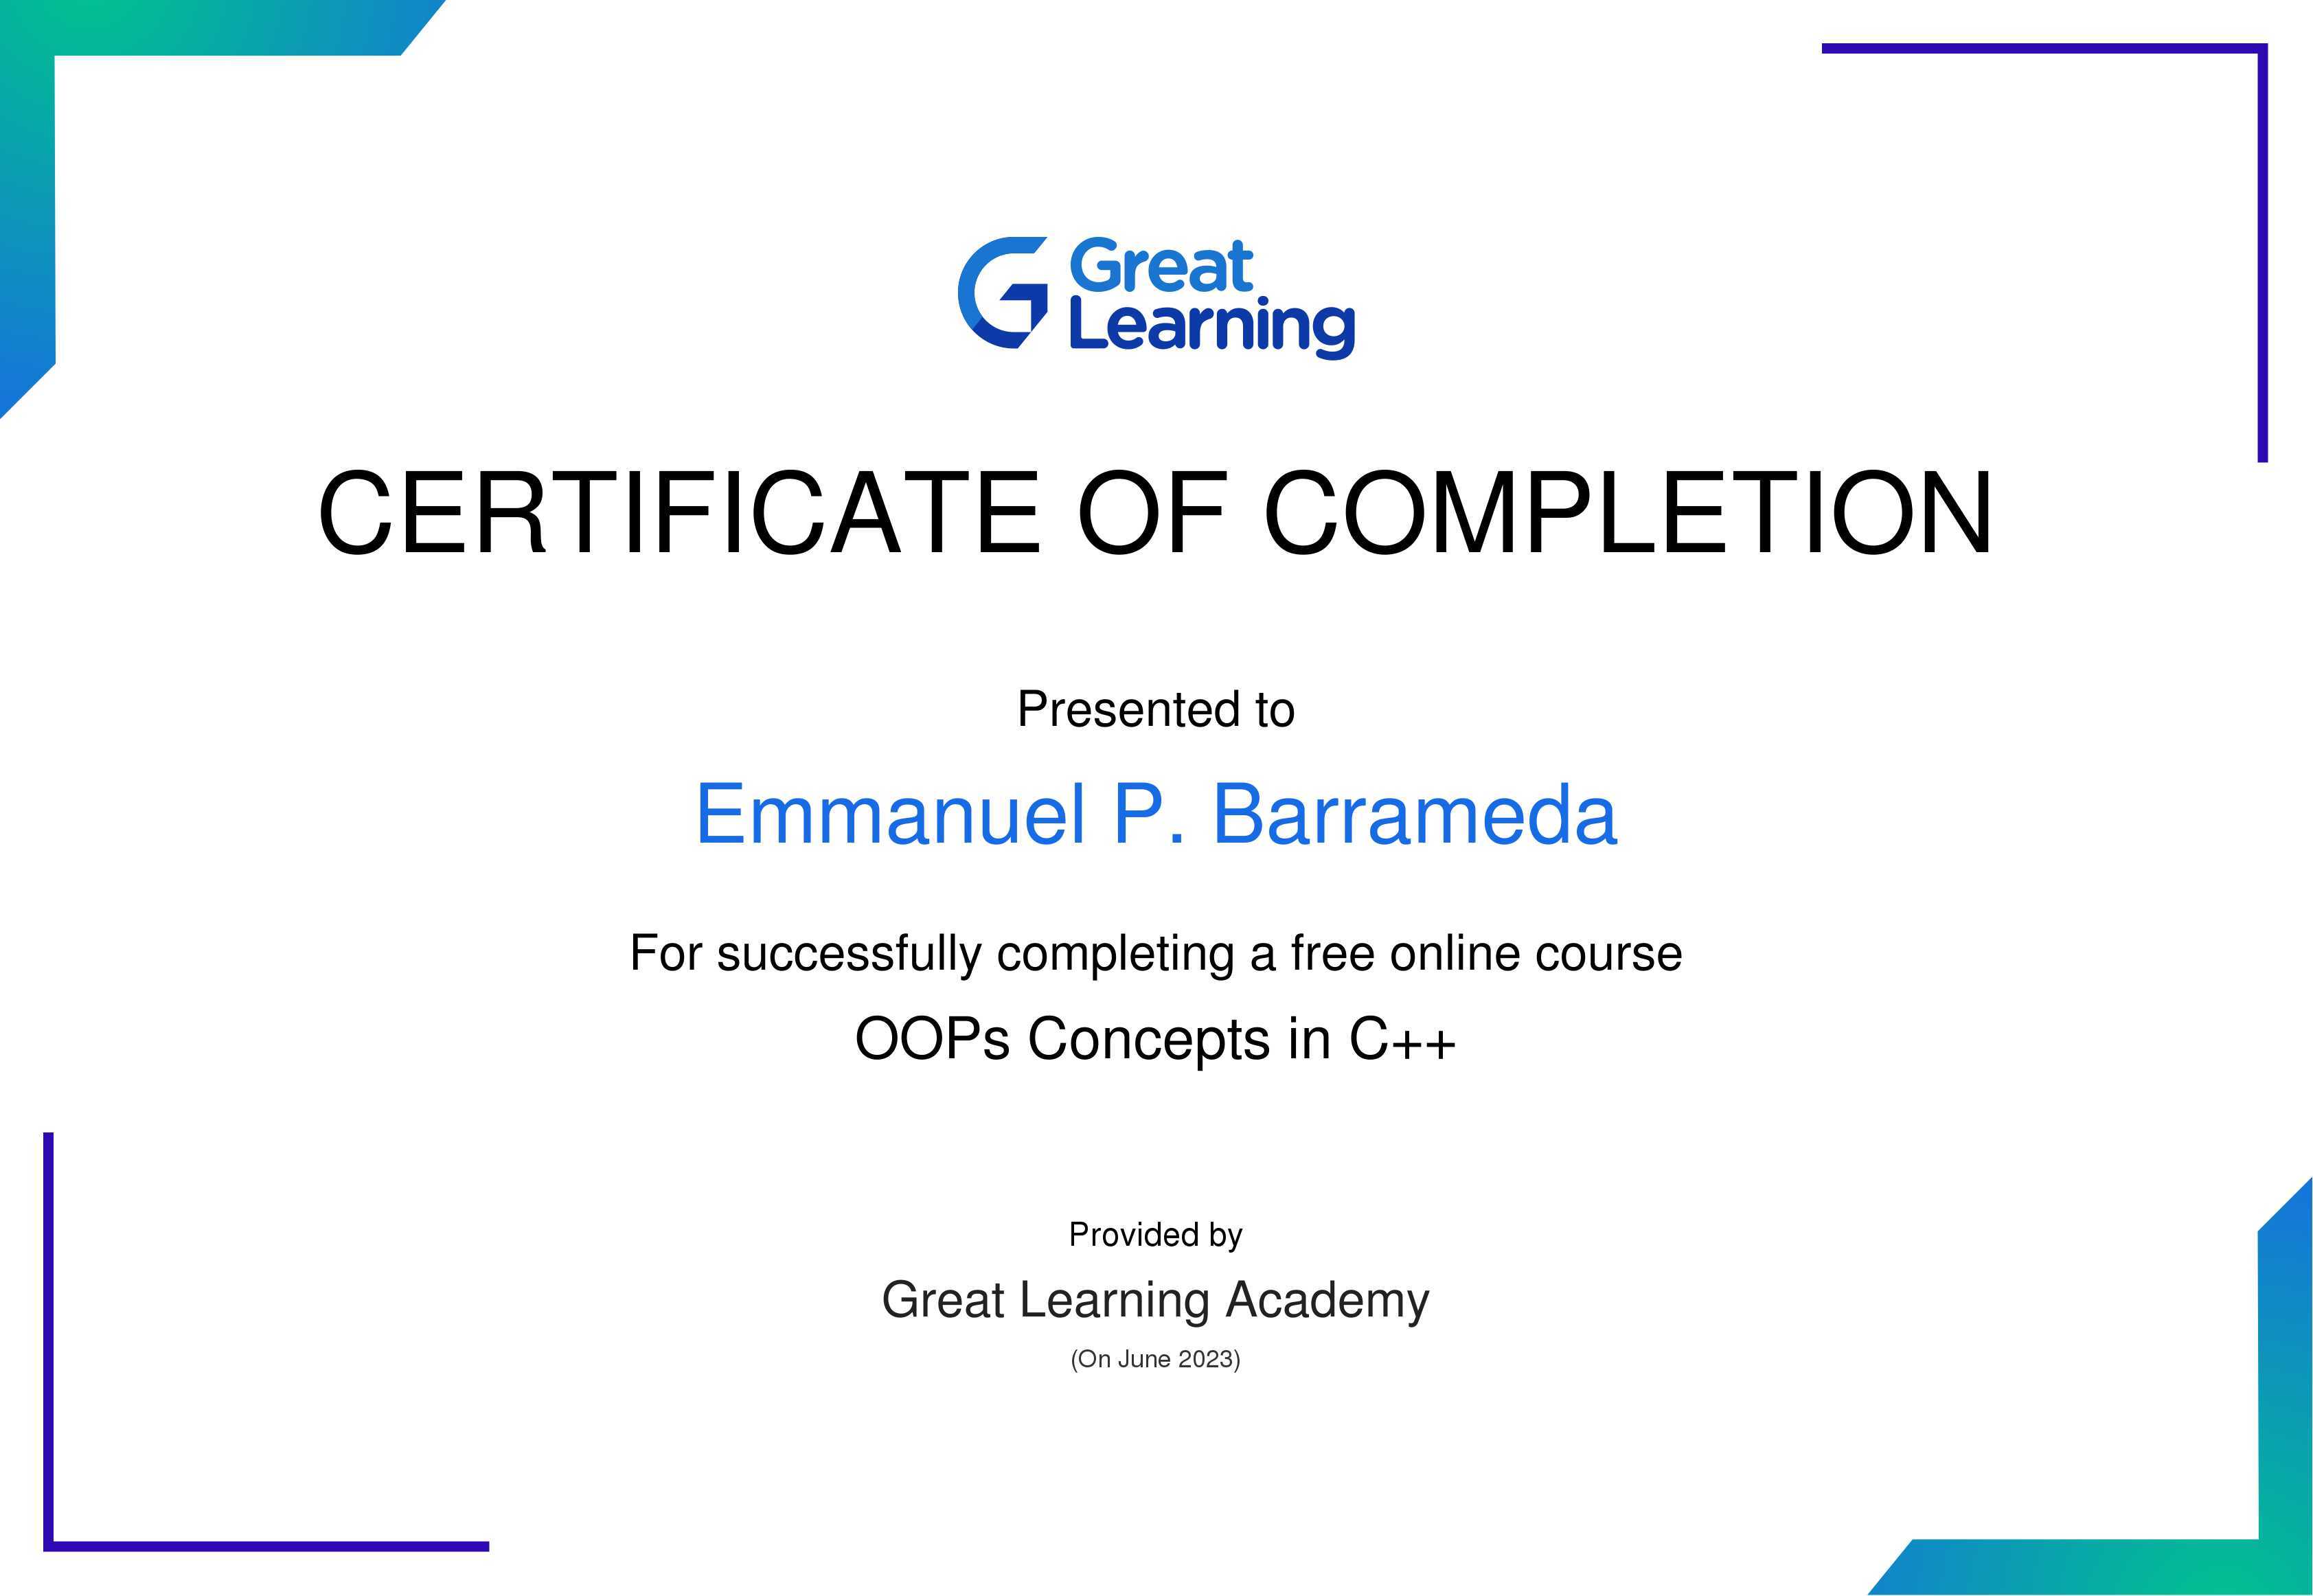 Great
Learning
CERTIFICATE OF COMPLETION
Presented to
Emmanuel P. Barrameda
For successfully completing a free online course
OOPs Concepts in C++
Provided by
Great Learning Academy
(On June 2023)